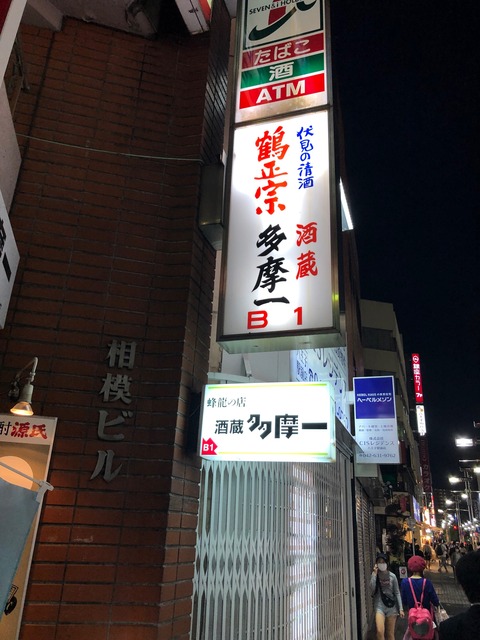 SEVEN&i HOLDINGS
たばこ
酒
ATM
伏見の清酒
鶴正宗
酒蔵
多摩一
B1
相模ビル
蜂龍の店
酒蔵 多摩一
B1
源氏
ヘーベルメゾン